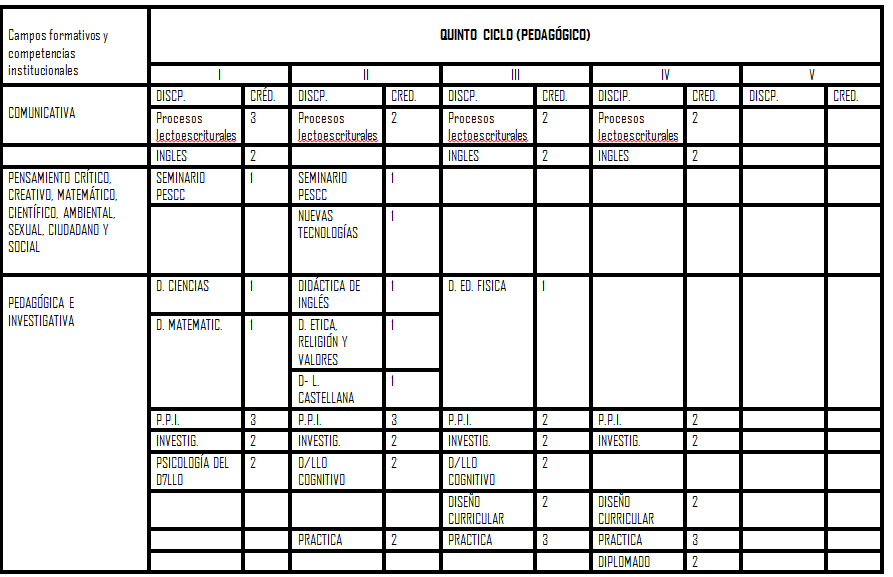 Campos formativos y
competencias
institucionales
QUINTO CICLO (PEDAGÓGICO)
I II III IV V
COMUNICATIVA
DISCP. CRÉD. DISCP. CRED. DISCP. CRED. DISCP. CRED. DISCP. CRED.
Procesos 3 Procesos 2 Procesos 2 Procesos 2
lectoescriturales lectoescriturales lectoescriturales lectoescriturales
INGLES 2 INGLES 2 INGLES 2
PENSAMIENTO CRÍTICO,
CREATIVO, MATEMÁTICO,
CIENTÍFICO, AMBIENTAL,
SEXUAL, CIUDADANO Y
SOCIAL
SEMINARIO 1 SEMINARIO 1
PESCC PESCC
NUEVAS 1
TECNOLOGÍAS
PEDAGÓGICA E
INVESTIGATIVA
D. CIENCIAS 1 DIDÁCTICA DE 1 D. ED. FISICA 1
INGLÉS
D. MATEMATIC. 1 D. ETICA, 1
RELIGIÓN Y
VALORES
D- L. 1
CASTELLANA
P.P.I. 3 P.P.I. 3 P.P.I. 2 P.P.I. 2
INVESTIG. 2 INVESTIG. 2 INVESTIG. 2 INVESTIG. 2
PSICOLOGÍA DEL 2 D/LLO 2 D/LLO 2
D7LLO COGNITIVO COGNITIVO
DISEÑO 2 DISEÑO 2
CURRICULAR CURRICULAR
PRACTICA 2 PRACTICA 3 PRACTICA 3
DIPLOMADO 2